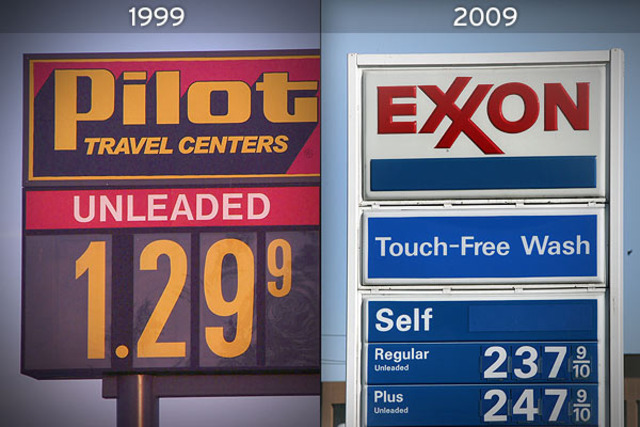 1999
Pilot
TRAVEL CENTERS
UNLEADED
1.29 9
2009
EXXON
Touch-Free Wash
Self
Regular
Unleaded
237 9/10
Plus
Unleaded
247 9/10